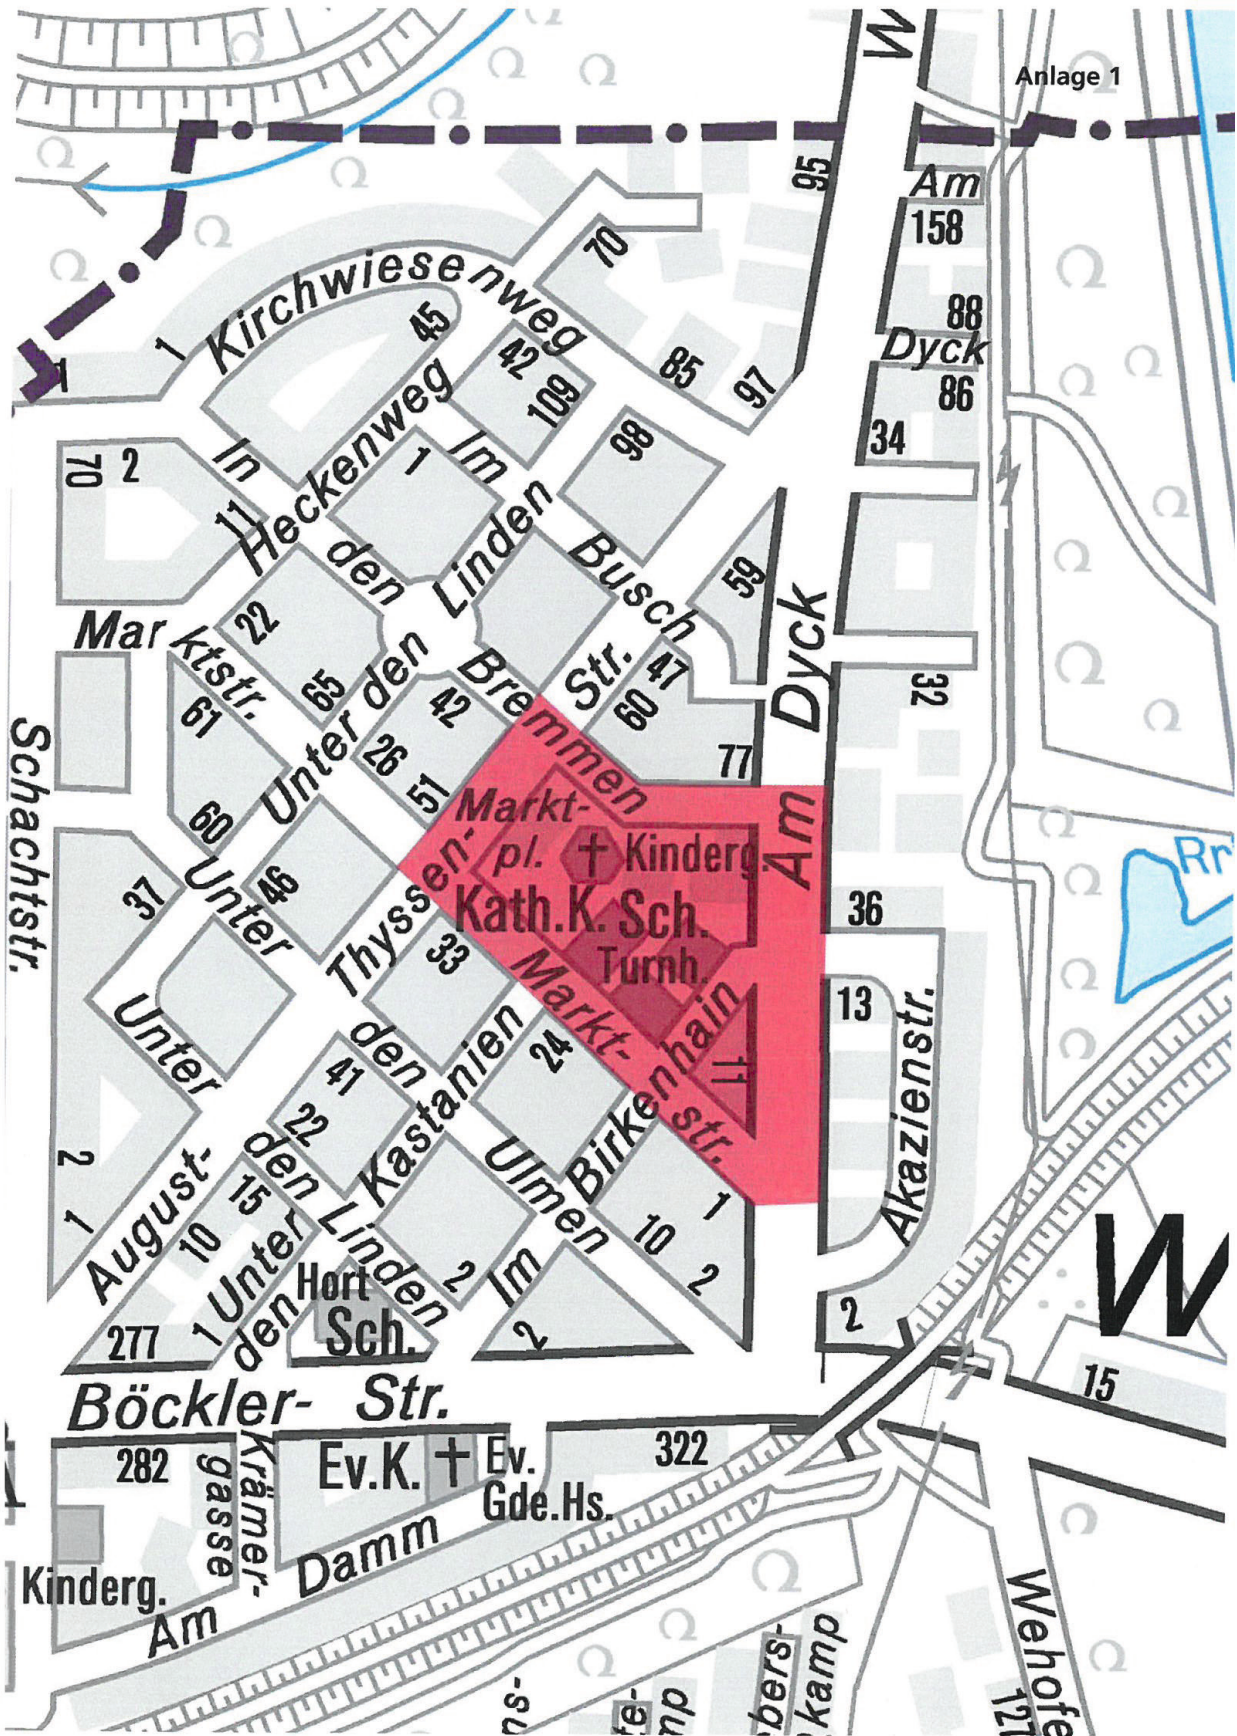 W
Anlage 1
95
Am
158
88
Dyck
86
34
70
Kirchwiesenweg
45
1
1
42
109
85
97
98
70
2
In
11
Heckenweg
1
Im
den
Linden
Busch
59
Dyck
22
Marktstr.
65
Unter den
Bremmen
Str.
47
60
77
32
61
42
26
51
60
Schachtstr.
Markt-
pl.
Kinderg.
Am
Kath.K.
Sch.
Turnh.
36
Thyssen-
46
Unter
37
33
Markt-
str.
Birkenhain
11
13
Akazienstr.
Unter
den
41
22
Kastanien
24
Ulmen
2
1
August-
den
Linden
15
10
1
Unter
den
Hort
Sch.
277
2
Im
2
1
10
2
2
W
15
Böckler- Str.
282
Krämer-
gasse
Ev.K.
Ev.
Gde.Hs.
322
Kinderg.
Am
Damm
Wehofe
121
kamp
bers-